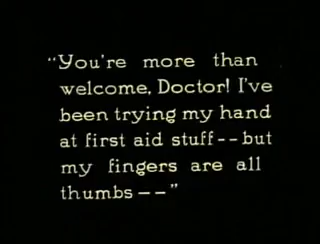 "You're more than
welcome, Doctor! I've
been trying my hand
at first aid stuff--but
my fingers are all
thumbs--"